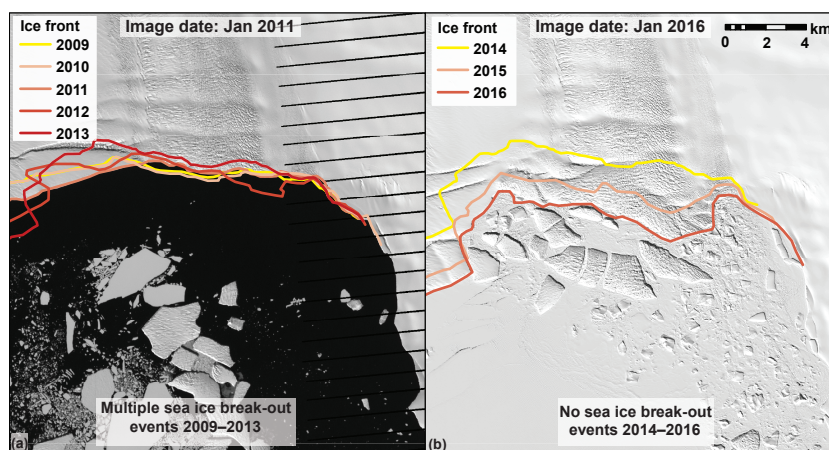 Ice front
2009
2010
2011
2012
2013
Image date: Jan 2011
Multiple sea ice break-out
events 2009–2013
(a)
Ice front
2014
2015
2016
Image date: Jan 2016
0 2 4
km
No sea ice break-out
events 2014–2016
(b)